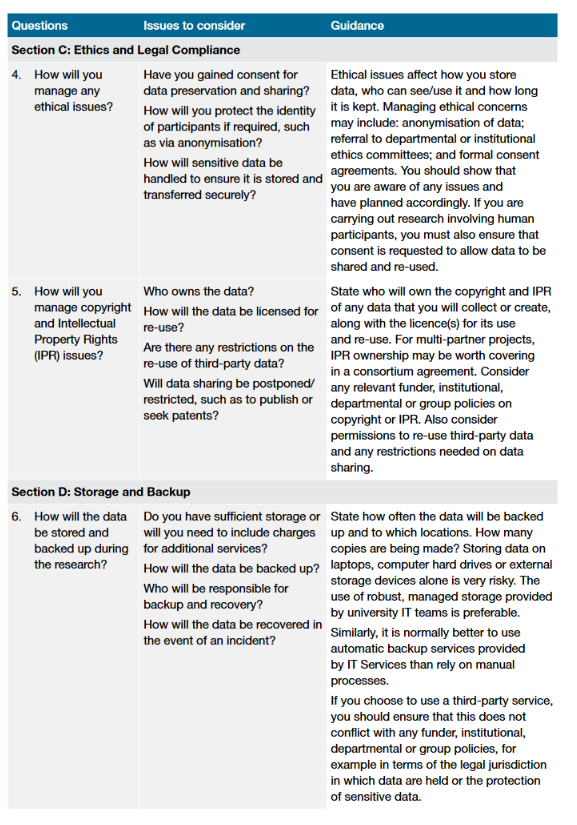 Questions Issues to consider Guidance
Section C: Ethics and Legal Compliance
4. How will you
manage any
ethical issues?
Have you gained consent for
data preservation and sharing?
How will you protect the identity
of participants if required, such
as via anonymisation?
How will sensitive data be
handled to ensure it is stored and
transferred securely?
Ethical issues affect how you store
data, who can see/use it and how long
it is kept. Managing ethical concerns
may include: anonymisation of data;
referral to departmental or institutional
ethics committees; and formal consent
agreements. You should show that
you are aware of any issues and
have planned accordingly. If you are
carrying out research involving human
participants, you must also ensure that
consent is requested to allow data to be
shared and re-used.
5. How will you
manage copyright
and Intellectual
Property Rights
(IPR) issues?
Who owns the data?
How will the data be licensed for
re-use?
Are there any restrictions on the
re-use of third-party data?
Will data sharing be postponed/
restricted, such as to publish or
seek patents?
State who will own the copyright and IPR
of any data that you will collect or create,
along with the licence(s) for its use
and re-use. For multi-partner projects,
IPR ownership may be worth covering
in a consortium agreement. Consider
any relevant funder, institutional,
departmental or group policies on
copyright or IPR. Also consider
permissions to re-use third-party data
and any restrictions needed on data
sharing.
Section D: Storage and Backup
6. How will the data
be stored and
backed up during
the research?
Do you have sufficient storage or
will you need to include charges
for additional services?
How will the data be backed up?
Who will be responsible for
backup and recovery?
How will the data be recovered in
the event of an incident?
State how often the data will be backed
up and to which locations. How many
copies are being made? Storing data on
laptops, computer hard drives or external
storage devices alone is very risky. The
use of robust, managed storage provided
by university IT teams is preferable.
Similarly, it is normally better to use
automatic backup services provided
by IT Services than rely on manual
processes.
If you choose to use a third-party service,
you should ensure that this does not
conflict with any funder, institutional,
departmental or group policies, for
example in terms of the legal jurisdiction
in which data are held or the protection
of sensitive data.